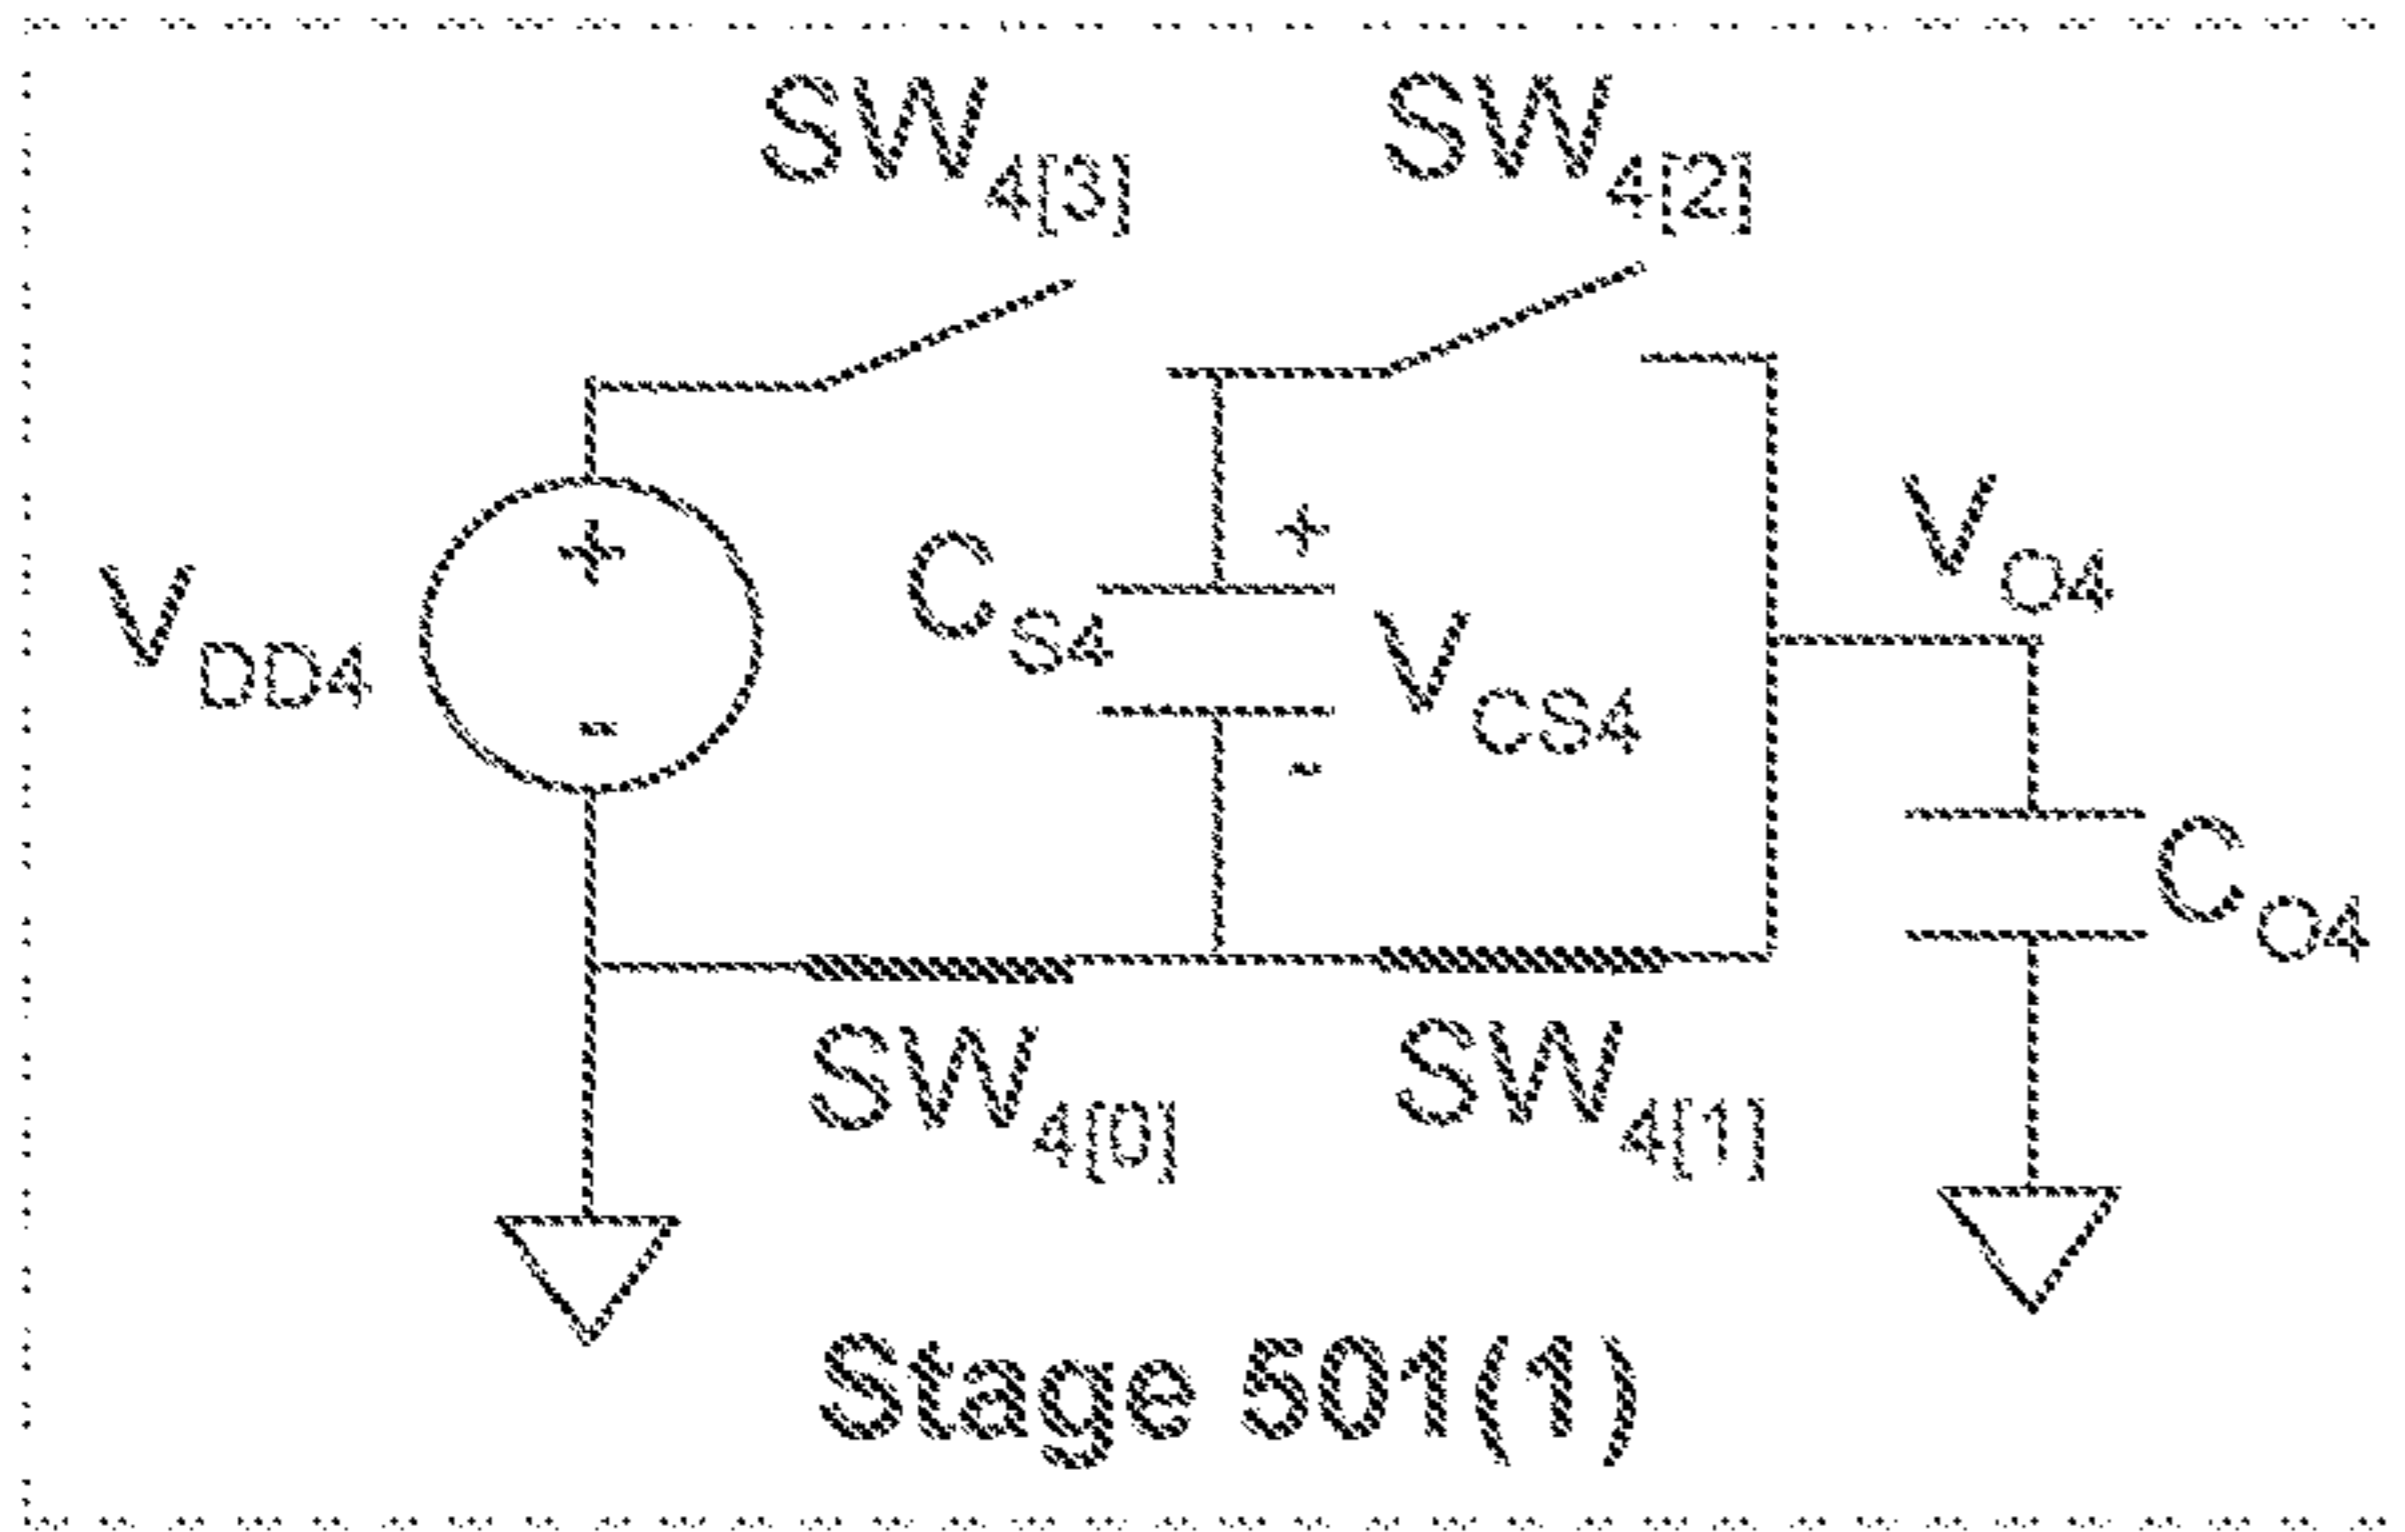 SW4[3] SW4[2]
+ +
VDD4 CS4 VCS4 VO4
- -
CO4
SW4[0] SW4[1]
Stage 501(1)